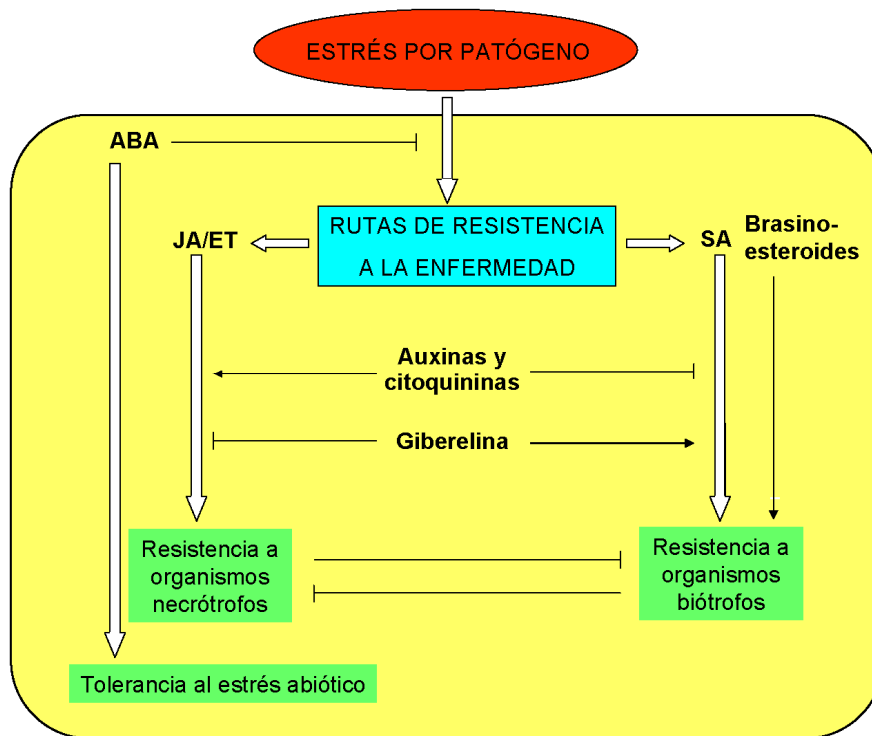 ESTRÉS POR PATÓGENO
ABA
RUTAS DE RESISTENCIA
A LA ENFERMEDAD
JA/ET
SA
Brasino-
esteroides
Auxinas y
citoquininas
Giberelina
Resistencia a
organismos
necrótrofos
Resistencia a
organismos
biótrofos
Tolerancia al estrés abiótico